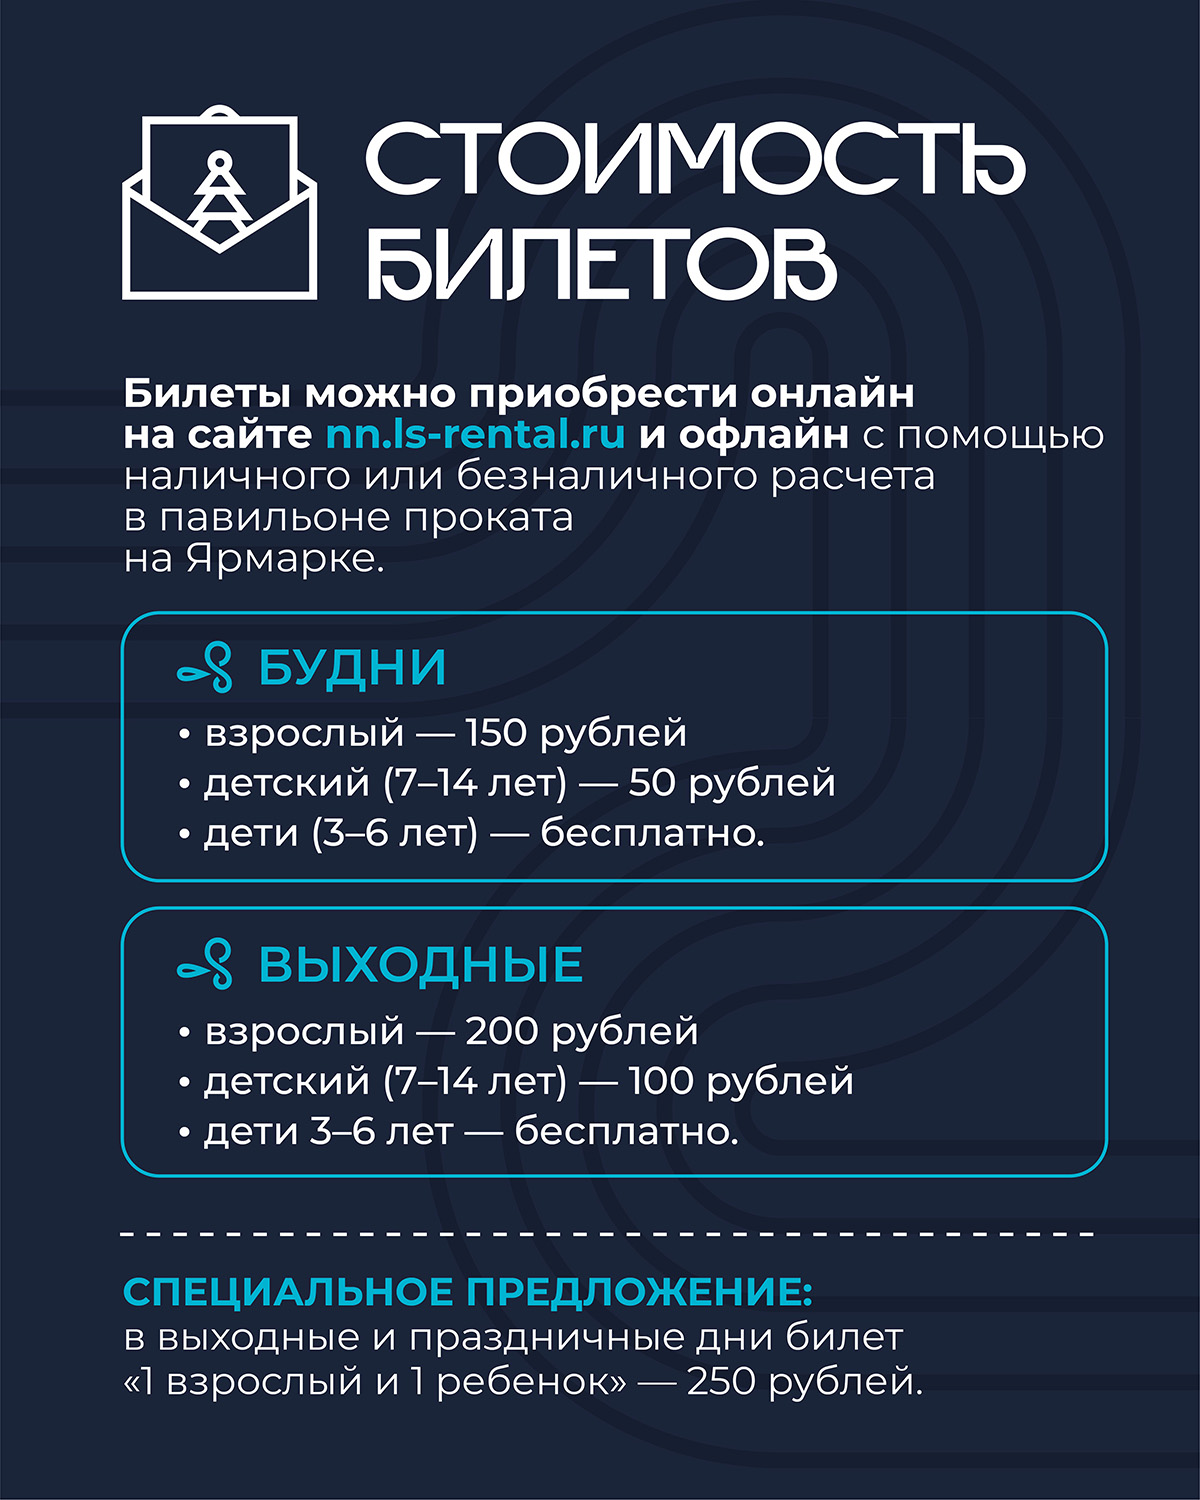 СТОИМОСТЬ
БИЛЕТОВ
Билеты можно приобрести онлайн
на сайте nn.ls-rental.ru и офлайн с помощью
наличного или безналичного расчета
в павильоне проката
на Ярмарке.
БУДНИ
• взрослый — 150 рублей
• детский (7–14 лет) — 50 рублей
• дети (3–6 лет) — бесплатно.
ВЫХОДНЫЕ
• взрослый — 200 рублей
• детский (7–14 лет) — 100 рублей
• дети 3–6 лет — бесплатно.
СПЕЦИАЛЬНОЕ ПРЕДЛОЖЕНИЕ:
в выходные и праздничные дни билет
«1 взрослый и 1 ребенок» — 250 рублей.